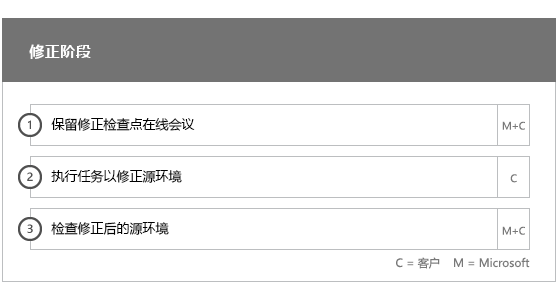 修正阶段
1 保留修正检查点在线会议 M+C
2 执行任务以修正源环境 C
3 检查修正后的源环境 M+C
C = 客户 M = Microsoft